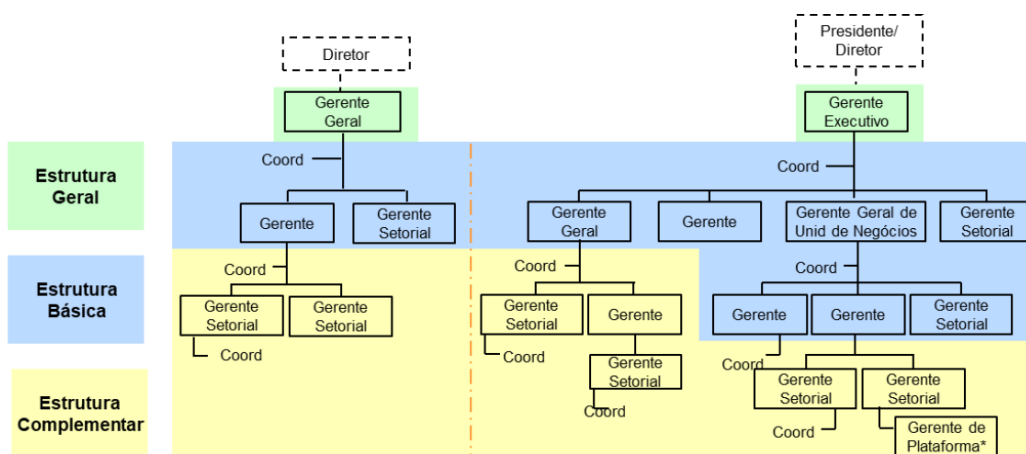 Diretor
Presidente/
Diretor
Gerente
Geral
Gerente
Executivo
Estrutura
Geral
Coord
Coord
Gerente
Gerente
Setorial
Gerente
Geral
Gerente
Gerente Geral de
Unid de Negócios
Gerente
Setorial
Estrutura
Básica
Coord
Coord
Coord
Gerente
Setorial
Gerente
Setorial
Gerente
Setorial
Gerente
Gerente
Gerente
Gerente
Setorial
Coord
Coord
Coord
Estrutura
Complementar
Gerente
Setorial
Coord
Gerente
Setorial
Gerente
Setorial
Coord
Gerente de
Plataforma*